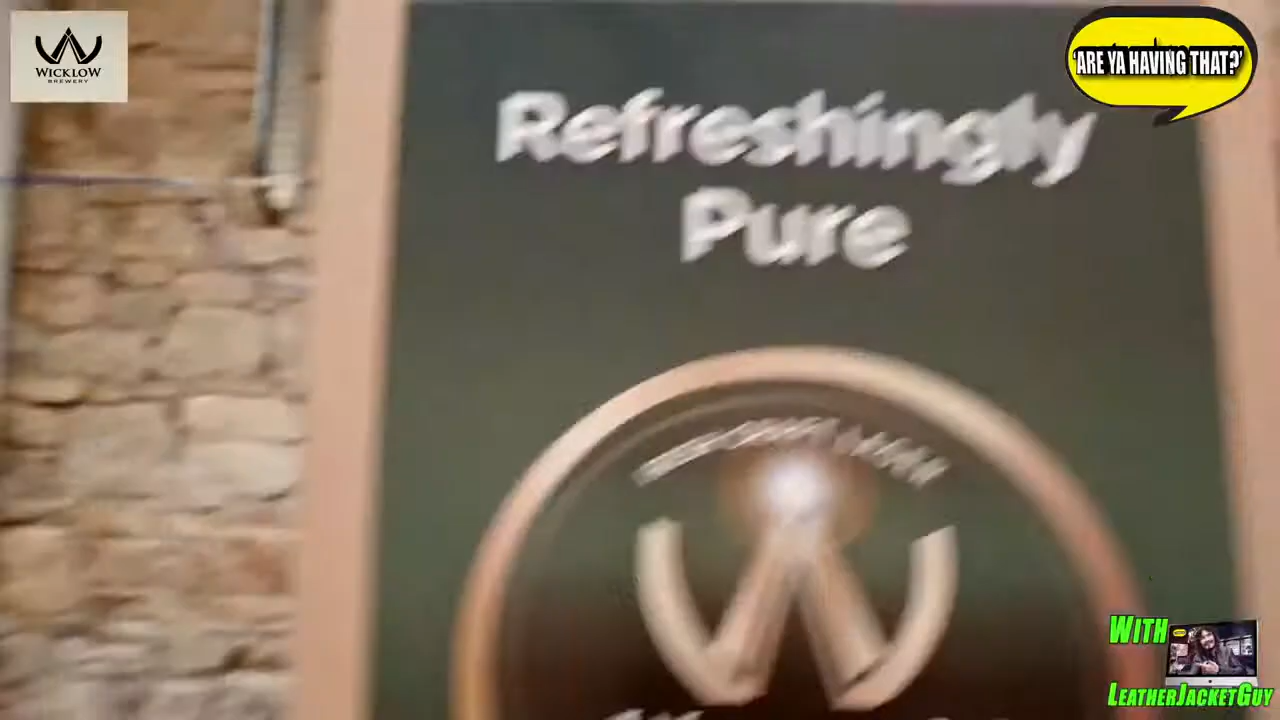 WICKLOW
BREWERY
'ARE YA HAVING THAT?'
Refreshingly
Pure
WITH
LEATHERJACKETGUY